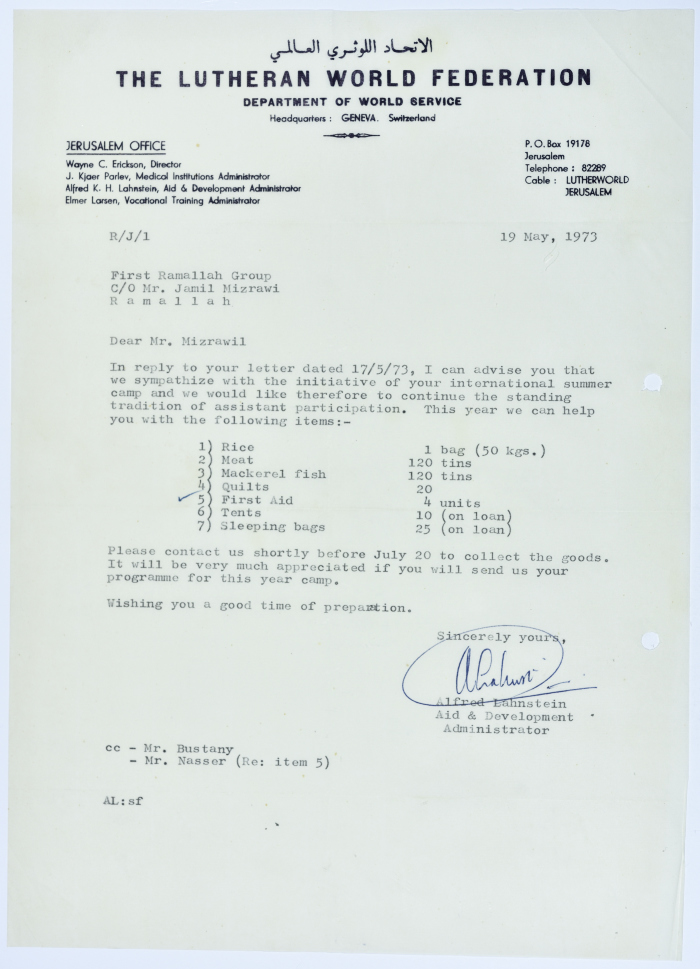 الاتحاد اللوثري العالمي
THE LUTHERAN WORLD FEDERATION
DEPARTMENT OF WORLD SERVICE
Headquarters : GENEVA. Switzerland
JERUSALEM OFFICE
Wayne C. Erickson, Director
J. Kjaer Parlev, Medical Institutions Administrator
Alfred K. H. Lahnstein, Aid & Development Administrator
Elmer Larsen, Vocational Training Administrator
P. O. Box 19178
Jerusalem
Telephone : 82289
Cable : LUTHERWORLD
JERUSALEM
R/J/1 19 May, 1973
First Ramallah Group
C/O Mr. Jamil Mizrawi
R a m a l l a h
Dear Mr. Mizrawil
In reply to your letter dated 17/5/73, I can advise you that
we sympathize with the initiative of your international summer
camp and we would like therefore to continue the standing
tradition of assistant participation. This year we can help
you with the following items:-
1) Rice 1 bag (50 kgs.)
2) Meat 120 tins
3) Mackerel fish 120 tins
4) Quilts 20
5) First Aid 4 units
6) Tents 10 (on loan)
7) Sleeping bags 25 (on loan)
Please contact us shortly before July 20 to collect the goods.
It will be very much appreciated if you will send us your
programme for this year camp.
Wishing you a good time of preparation.
Sincerely yours,
Alfred Lahnstein
Aid & Development
Administrator
cc - Mr. Bustany
- Mr. Nasser (Re: item 5)
AL:sf